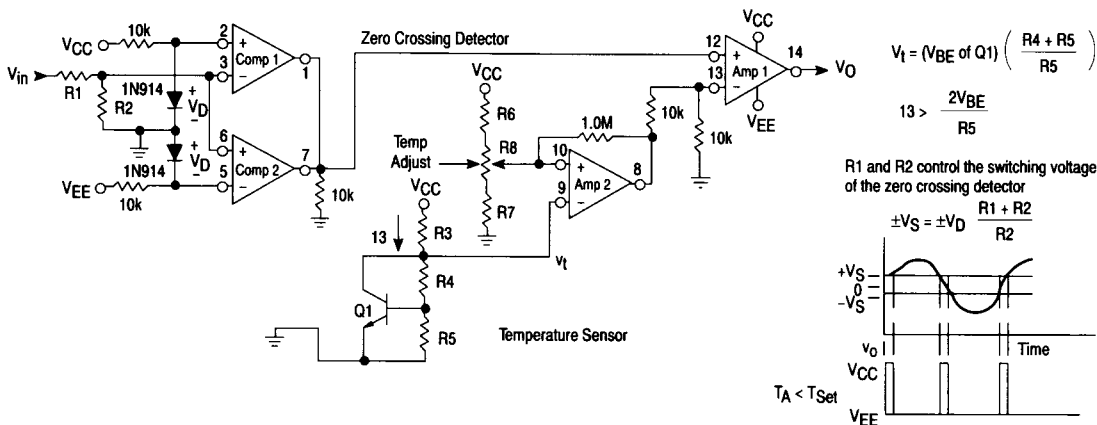 Zero Crossing Detector
VCC
10k
2
+
Comp 1
3
−
1
Vin
R1
R2
1N914
+
VD
−
6
+
Comp 2
5
−
7
+
VD
−
1N914
VEE
10k
10k
VCC
R6
R8
Temp
Adjust
R7
1.0M
10
+
Amp 2
9
−
8
10k
10k
12
+
Amp 1
13
−
14
VCC
VEE
VO
VCC
13
R3
Vt
R4
Q1
R5
Temperature Sensor
Vt = (VBE of Q1) ( R4 + R5 / R5 )
13 > 2VBE / R5
R1 and R2 control the switching voltage
of the zero crossing detector
±VS = ±VD R1 + R2 / R2
+VS
0
−VS
vo
Time
VCC
TA < TSet
VEE